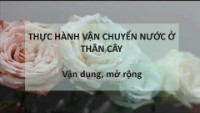 THỰC HÀNH VẬN CHUYỂN NƯỚC Ở
THÂN CÂY
Vận dụng, mở rộng